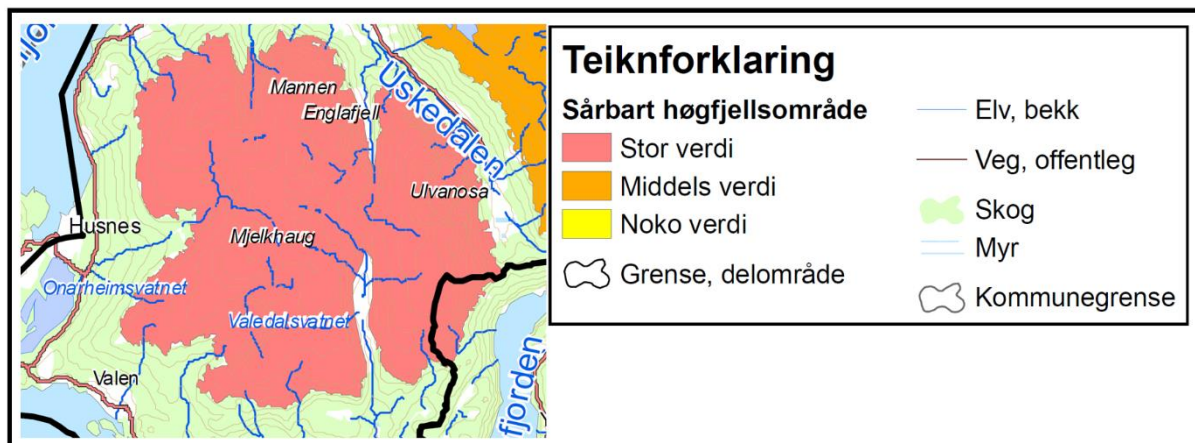 fjor
Mannen
Englafjell
Uskedalen
Ulvanosa
Husnes
Mjelkhaug
Onarheimsvatnet
Valedalsvatnet
Valen
fjorden
Teiknforklaring
Sårbart høgfjellsområde
Stor verdi
Middels verdi
Noko verdi
Grense, delområde
Elv, bekk
Veg, offentleg
Skog
Myr
Kommunegrense